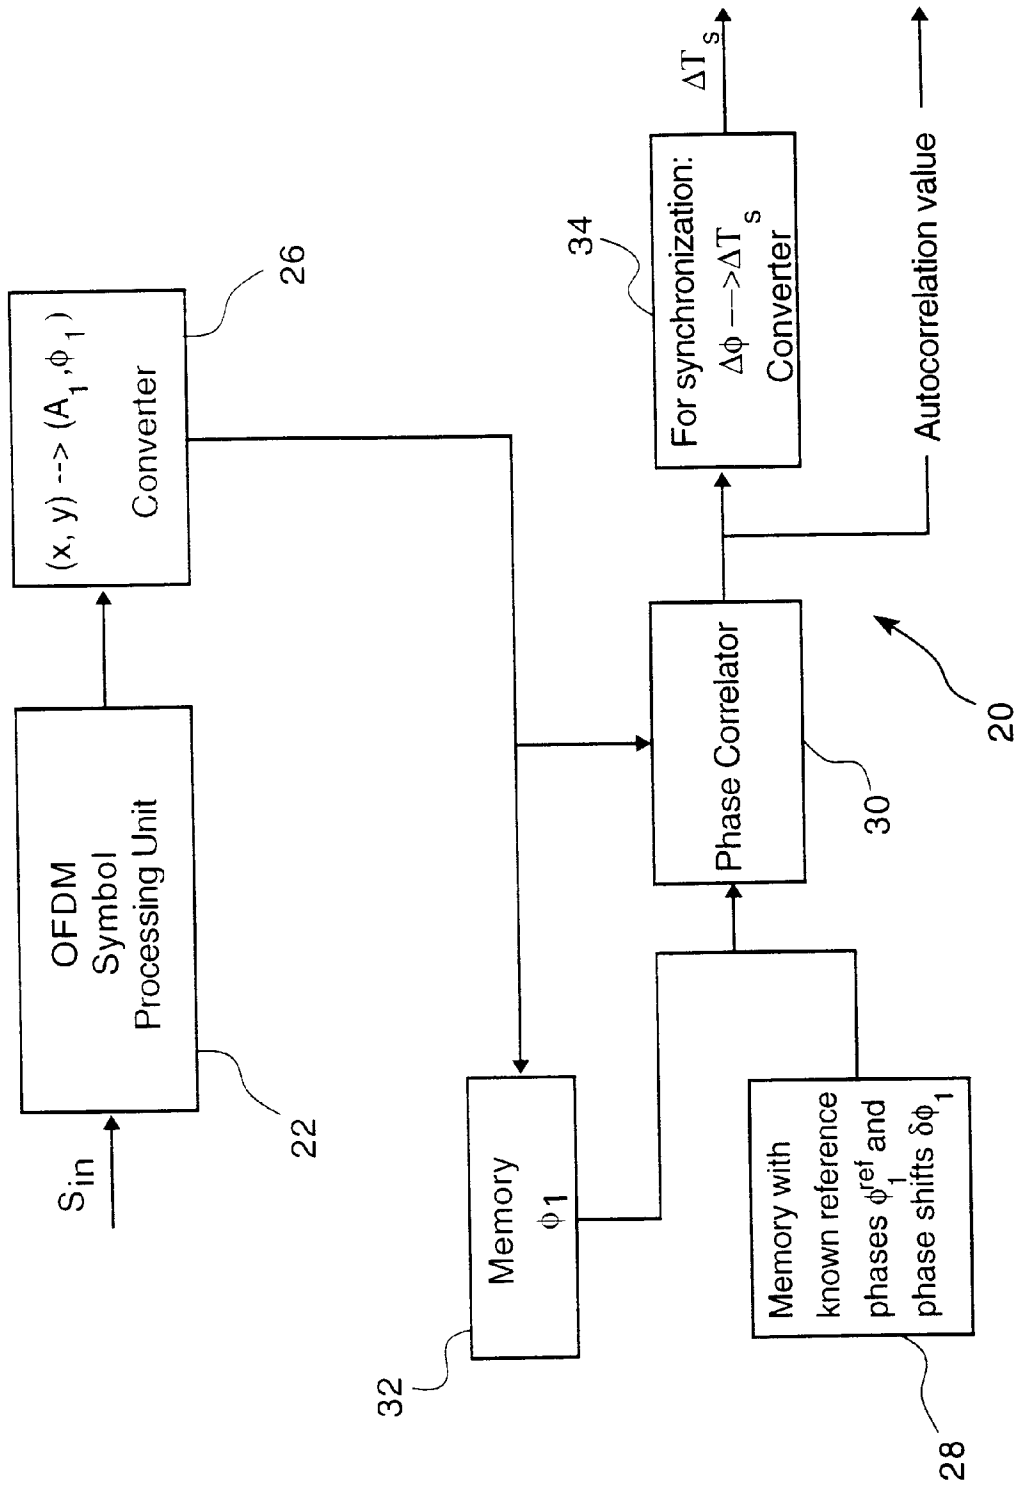 S_in
OFDM
Symbol
Processing Unit
22
(x, y) --> (A_1, ϕ_1)
Converter
26
Memory
ϕ1
32
Memory with
known reference
phases ϕ_1^ref and
phase shifts δϕ_1
28
Phase Correlator
30
For synchronization:
Δϕ -->ΔT_s
Converter
34
ΔT_s
Autocorrelation value
20